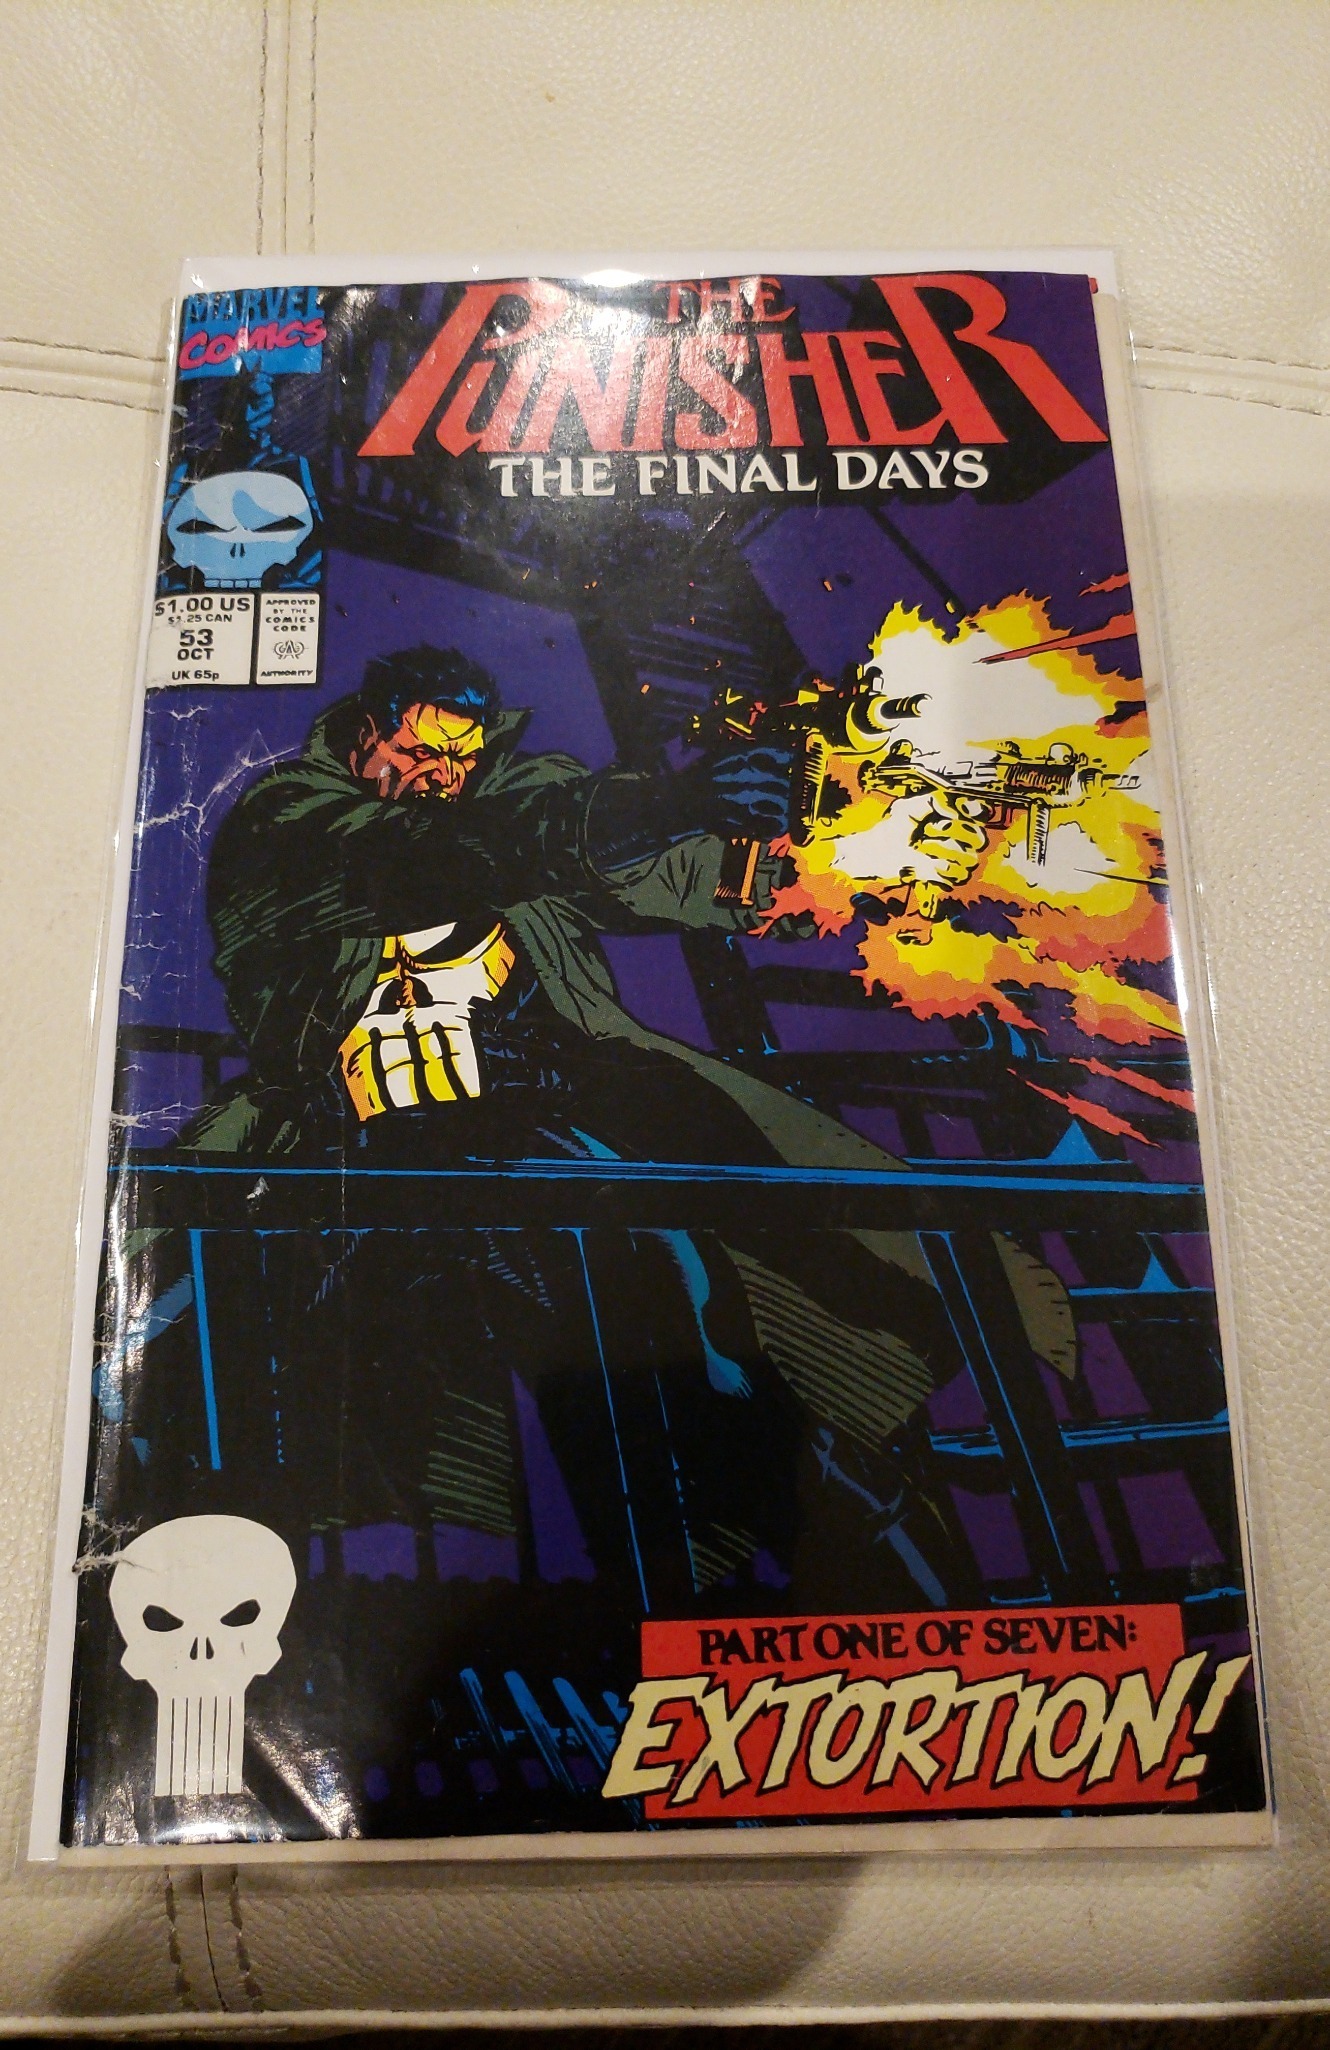 MARVEL
COMICS
THE
PUNISHER
THE FINAL DAYS
$1.00 US
$1.25 CAN
53
OCT
UK 65p
APPROVED
BY THE
COMICS
CODE
CA
AUTHORITY
PART ONE OF SEVEN:
EXTORTION!